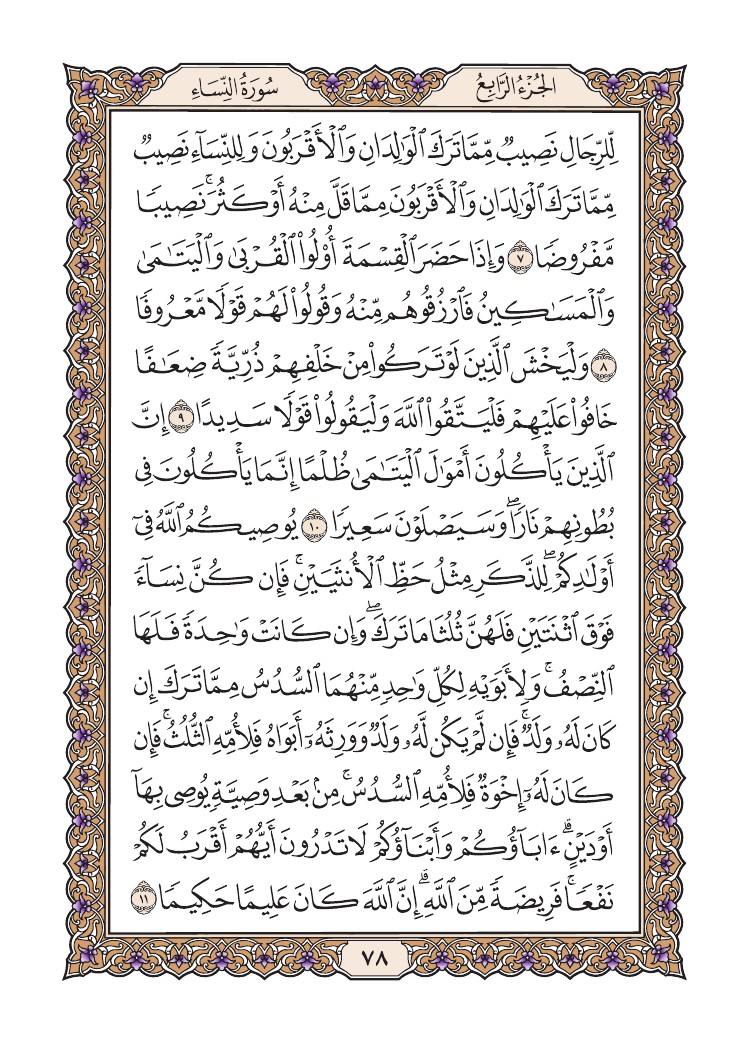 الجُزْءُ الرَّابِعُ
سُورَةُ النِّسَاءِ
لِّلرِّجَالِ نَصِيبٌ مِّمَّا تَرَكَ ٱلْوَٰلِدَانِ وَٱلْأَقْرَبُونَ وَلِلنِّسَآءِ نَصِيبٌ
مِّمَّا تَرَكَ ٱلْوَٰلِدَانِ وَٱلْأَقْرَبُونَ مِمَّا قَلَّ مِنْهُ أَوْ كَثُرَۚ نَصِيبًا
مَّفْرُوضًا ٧ وَإِذَا حَضَرَ ٱلْقِسْمَةَ أُو۟لُوا۟ ٱلْقُرْبَىٰ وَٱلْيَتَٰمَىٰ
وَٱلْمَسَٰكِينُ فَٱرْزُقُوهُم مِّنْهُ وَقُولُوا۟ لَهُمْ قَوْلًا مَّعْرُوفًا
٨ وَلْيَخْشَ ٱلَّذِينَ لَوْ تَرَكُوا۟ مِنْ خَلْفِهِمْ ذُرِّيَّةً ضِعَٰفًا
خَافُوا۟ عَلَيْهِمْ فَلْيَتَّقُوا۟ ٱللَّهَ وَلْيَقُولُوا۟ قَوْلًا سَدِيدًا ٩ إِنَّ
ٱلَّذِينَ يَأْكُلُونَ أَمْوَٰلَ ٱلْيَتَٰمَىٰ ظُلْمًا إِنَّمَا يَأْكُلُونَ فِى
بُطُونِهِمْ نَارًاۖ وَسَيَصْلَوْنَ سَعِيرًا ١٠ يُوصِيكُمُ ٱللَّهُ فِىٓ
أَوْلَٰدِكُمْۖ لِلذَّكَرِ مِثْلُ حَظِّ ٱلْأُنثَيَيْنِۚ فَإِن كُنَّ نِسَآءً
فَوْقَ ٱثْنَتَيْنِ فَلَهُنَّ ثُلُثَا مَا تَرَكَۖ وَإِن كَانَتْ وَٰحِدَةً فَلَهَا
ٱلنِّصْفُۚ وَلِأَبَوَيْهِ لِكُلِّ وَٰحِدٍ مِّنْهُمَا ٱلسُّدُسُ مِمَّا تَرَكَ إِن
كَانَ لَهُۥ وَلَدٌۚ فَإِن لَّمْ يَكُن لَّهُۥ وَلَدٌ وَوَرِثَهُۥٓ أَبَوَاهُ فَلِأُمِّهِ ٱلثُّلُثُۚ فَإِن
كَانَ لَهُۥٓ إِخْوَةٌ فَلِأُمِّهِ ٱلسُّدُسُۚ مِنۢ بَعْدِ وَصِيَّةٍ يُوصِى بِهَآ
أَوْ دَيْنٍۗ ءَابَآؤُكُمْ وَأَبْنَآؤُكُمْ لَا تَدْرُونَ أَيُّهُمْ أَقْرَبُ لَكُمْ
نَفْعًاۚ فَرِيضَةً مِّنَ ٱللَّهِۗ إِنَّ ٱللَّهَ كَانَ عَلِيمًا حَكِيمًا ١١
٧٨